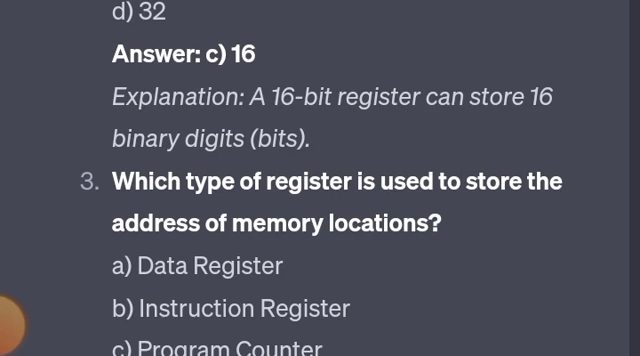 d) 32
Answer: c) 16
Explanation: A 16-bit register can store 16
binary digits (bits).
3. Which type of register is used to store the
address of memory locations?
a) Data Register
b) Instruction Register
c) Program Counter